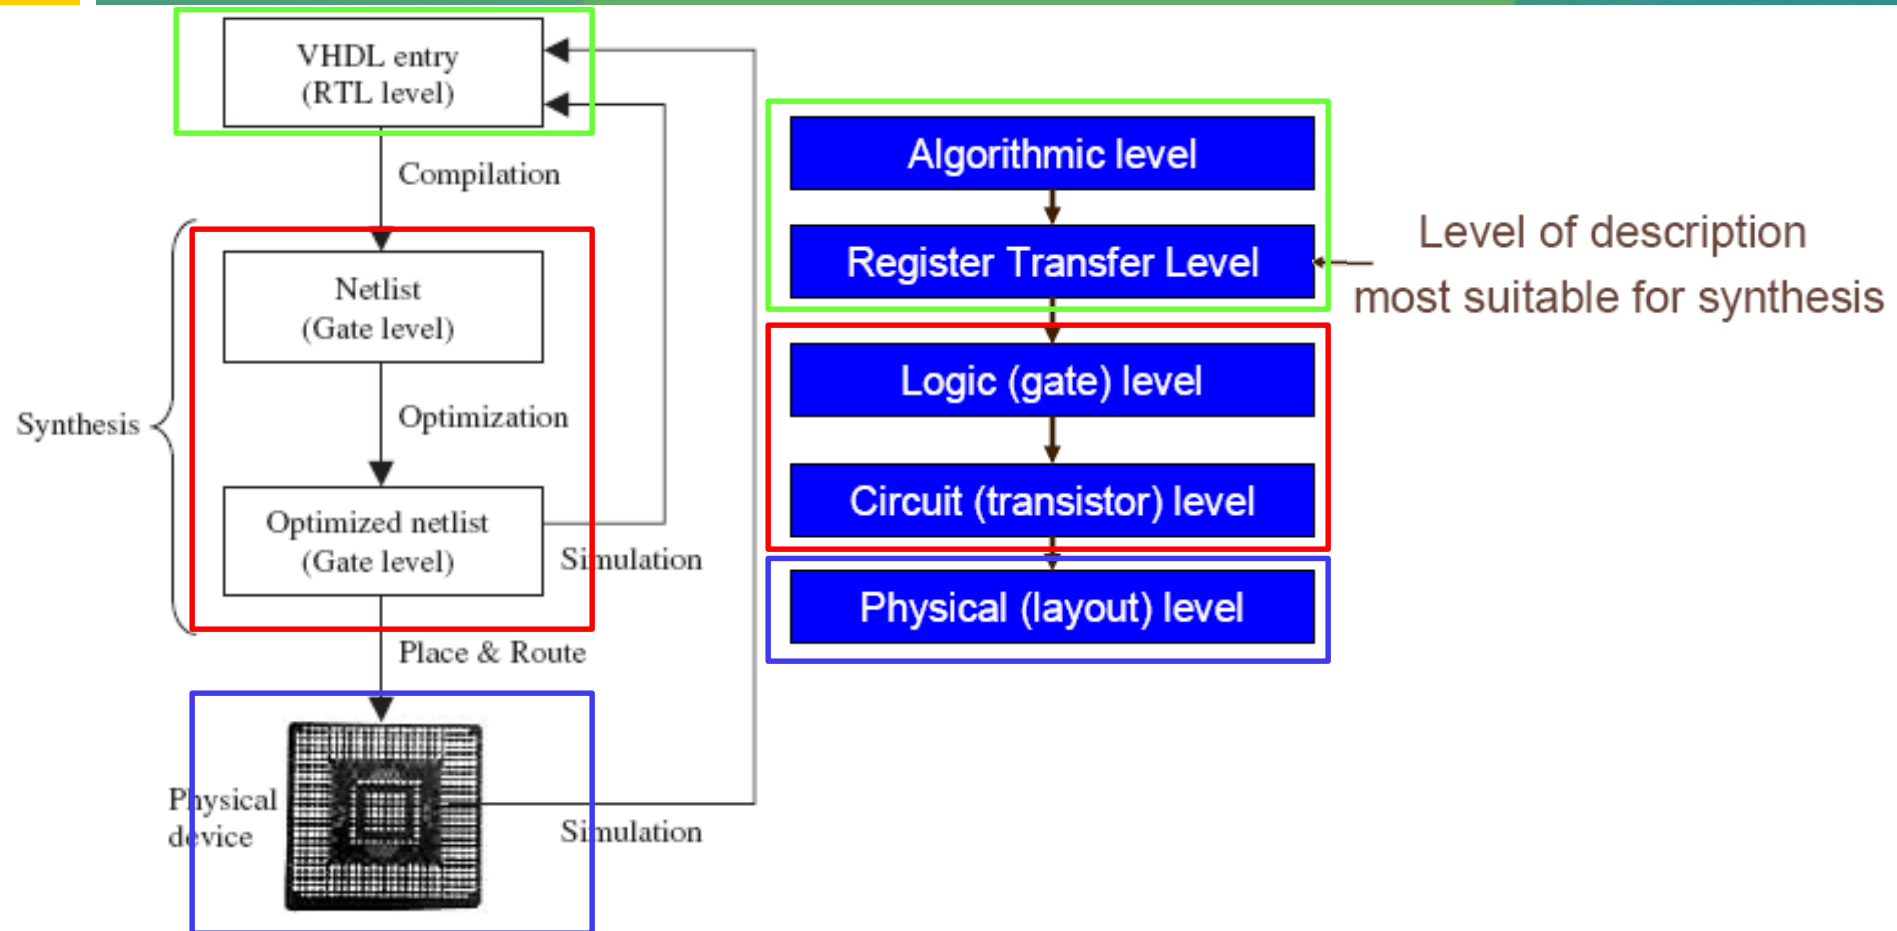 VHDL entry
(RTL level)
Compilation
Netlist
(Gate level)
Synthesis
Optimization
Optimized netlist
(Gate level)
Simulation
Place & Route
Physical
device
Simulation
Algorithmic level
Register Transfer Level
Level of description
most suitable for synthesis
Logic (gate) level
Circuit (transistor) level
Physical (layout) level